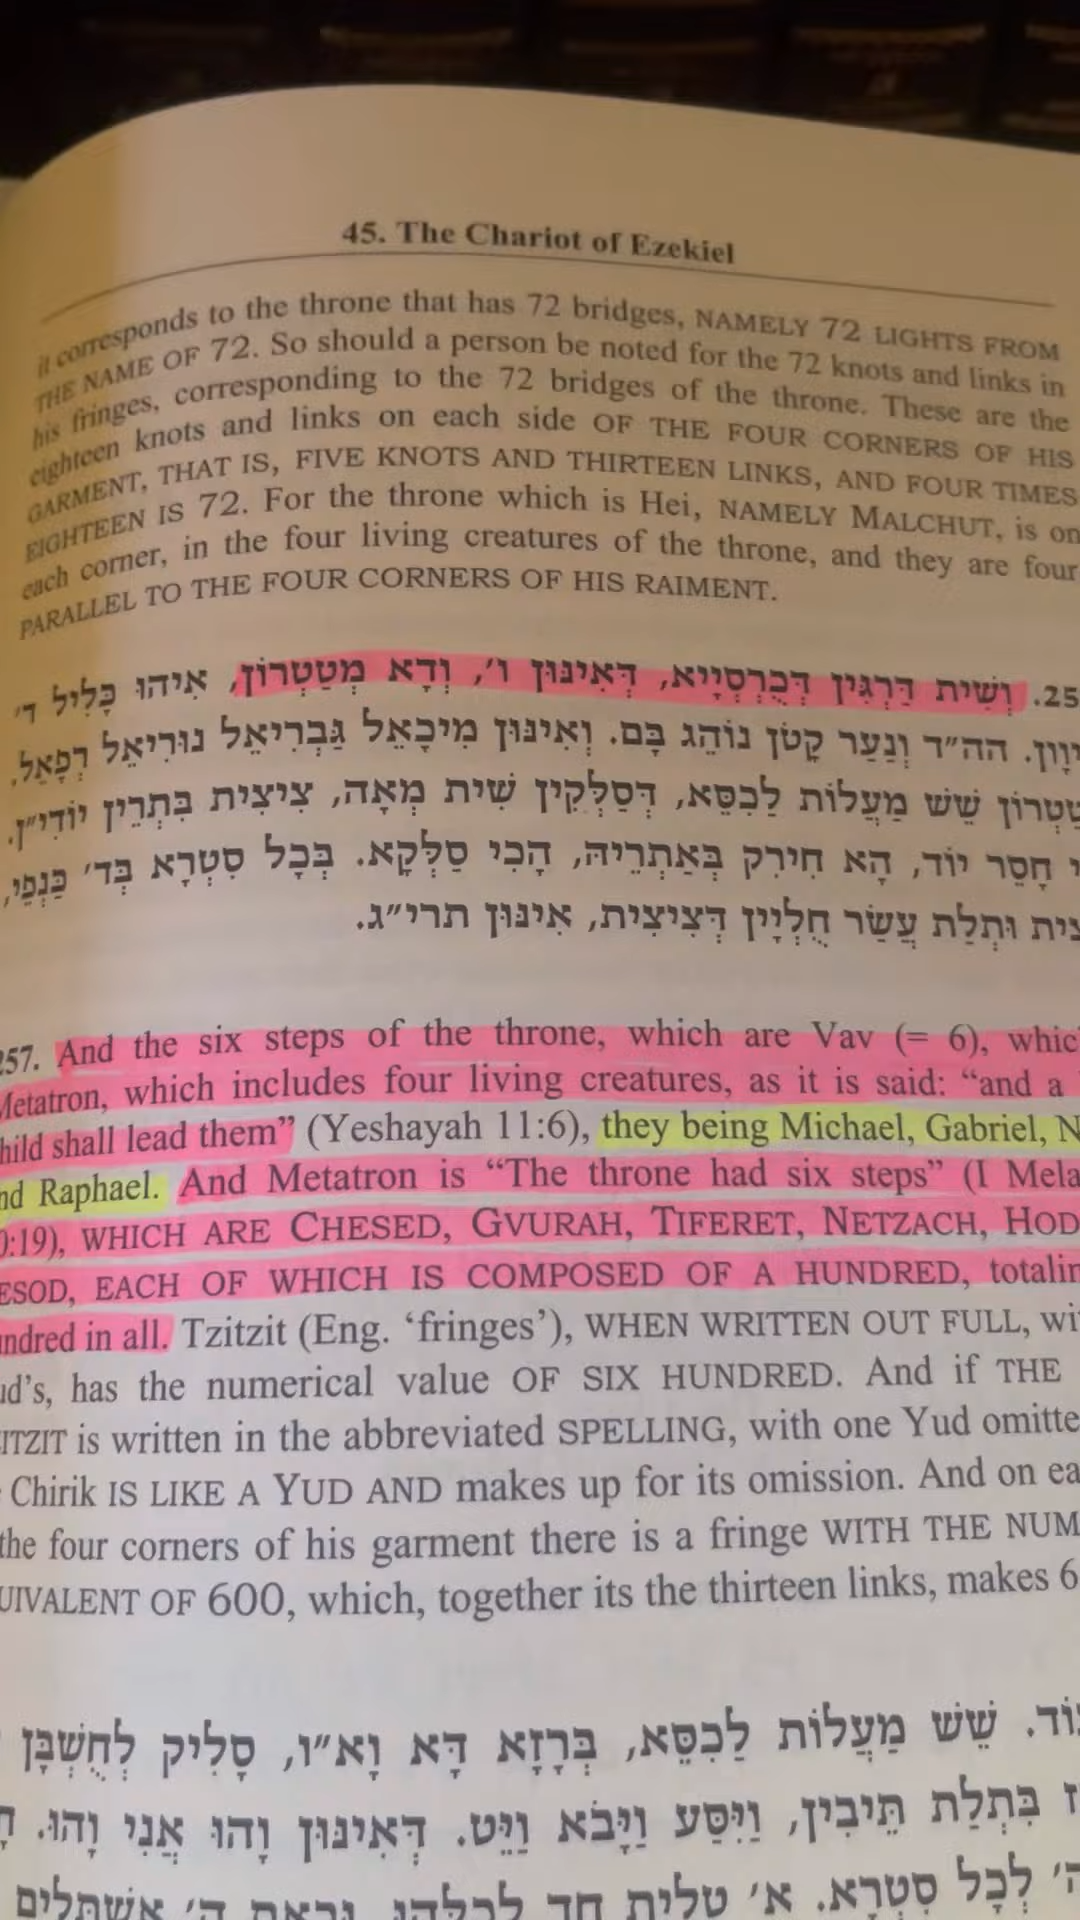 45. The Chariot of Ezekiel
it corresponds to the throne that has 72 bridges, NAMELY 72 LIGHTS FROM
THE NAME OF 72. So should a person be noted for the 72 knots and links in
his fringes, corresponding to the 72 bridges of the throne. These are the
eighteen knots and links on each side OF THE FOUR CORNERS OF HIS
GARMENT, THAT IS, FIVE KNOTS AND THIRTEEN LINKS, AND FOUR TIMES
EIGHTEEN IS 72. For the throne which is Hei, NAMELY MALCHUT, is on
each corner, in the four living creatures of the throne, and they are four
PARALLEL TO THE FOUR CORNERS OF HIS RAIMENT.
25. וְשִׁית דַּרְגִּין דְּכֻרְסְיָיא, דְּאִינּוּן ו', וְדָא מְטַטְרוֹן, אִיהוּ כָּלִיל ד'
הה"ד וְנַעַר קָטֹן נוֹהֵג בָּם. וְאִינּוּן מִיכָאֵל גַּבְרִיאֵל נוּרִיאֵל רְפָאֵל.
שֵׁשׁ מַעֲלוֹת לַכִּסֵּא, דְּסַלְּקִין שִׁית מְאָה, צִיצִית בִּתְרֵין יוֹדִי"ן.
חָסֵר יוֹד, הָא חִירִק בְּאַתְרֵיהּ, הָכִי סַלְּקָא. בְּכָל סִטְרָא בְּד' כַּנְפֵי,
וּתְלַת עֲשַׂר חֻלְיָין דְּצִיצִית, אִינּוּן תרי"ג.
257. And the six steps of the throne, which are Vav (= 6), whic
Metatron, which includes four living creatures, as it is said: “and a
hild shall lead them” (Yeshayah 11:6), they being Michael, Gabriel, N
nd Raphael. And Metatron is “The throne had six steps” (I Mela
0:19), WHICH ARE CHESED, GVURAH, TIFERET, NETZACH, HOD
ESOD, EACH OF WHICH IS COMPOSED OF A HUNDRED, totalin
ndred in all. Tzitzit (Eng. ‘fringes’), WHEN WRITTEN OUT FULL, wi
ud’s, has the numerical value OF SIX HUNDRED. And if THE
ITZIT is written in the abbreviated SPELLING, with one Yud omitte
Chirik IS LIKE A YUD AND makes up for its omission. And on ea
the four corners of his garment there is a fringe WITH THE NUM
UIVALENT OF 600, which, together its the thirteen links, makes 6
שֵׁשׁ מַעֲלוֹת לַכִּסֵּא, בְּרָזָא דָּא וָא"ו, סָלִיק לְחֻשְׁבָּן
בִּתְלַת תֵּיבִין, וַיִּסַּע וַיָּבֹא וַיֵּט. דְּאִינּוּן וָהוּ אֲנִי וָהוּ.
לְכָל סִטְרָא. א' טלית חד לכלהו